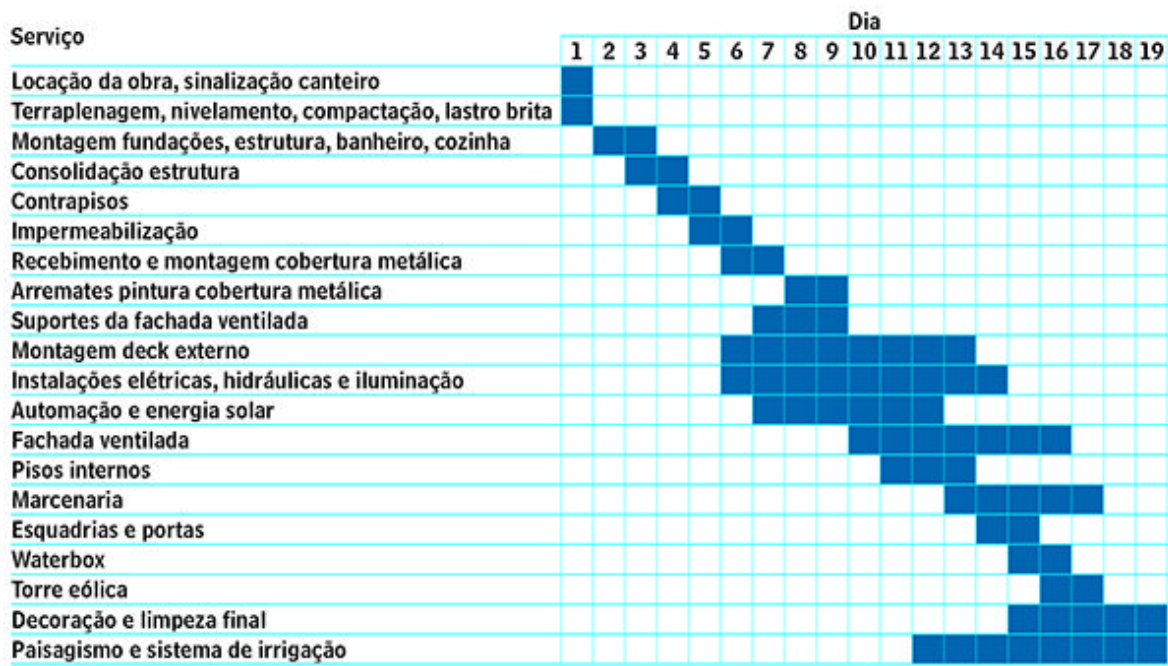 Dia
Serviço
1 2 3 4 5 6 7 8 9 10 11 12 13 14 15 16 17 18 19
Locação da obra, sinalização canteiro
Terraplenagem, nivelamento, compactação, lastro brita
Montagem fundações, estrutura, banheiro, cozinha
Consolidação estrutura
Contrapisos
Impermeabilização
Recebimento e montagem cobertura metálica
Arremates pintura cobertura metálica
Suportes da fachada ventilada
Montagem deck externo
Instalações elétricas, hidráulicas e iluminação
Automação e energia solar
Fachada ventilada
Pisos internos
Marcenaria
Esquadrias e portas
Waterbox
Torre eólica
Decoração e limpeza final
Paisagismo e sistema de irrigação